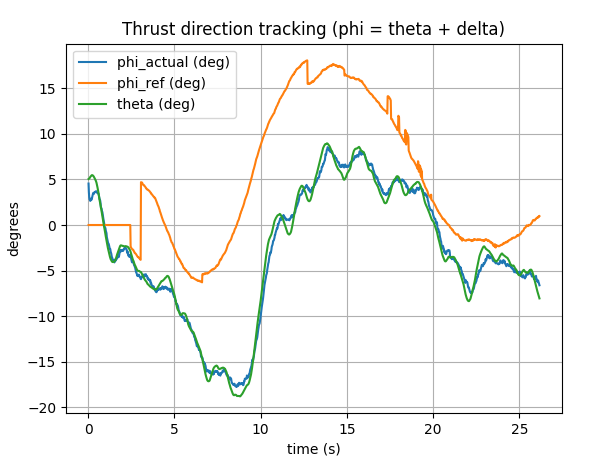 Thrust direction tracking (phi = theta + delta)
phi_actual (deg)
phi_ref (deg)
theta (deg)
degrees
15
10
5
0
−5
−10
−15
−20
0 5 10 15 20 25
time (s)